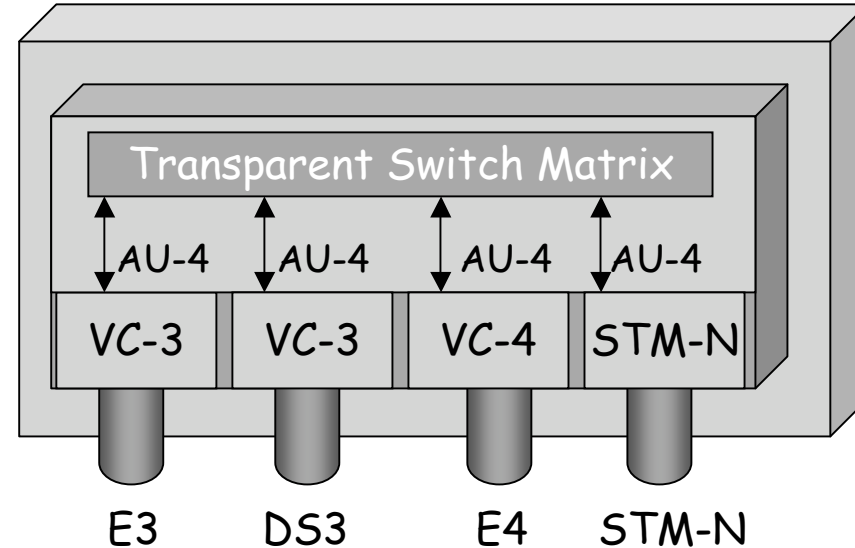 Transparent Switch Matrix
AU-4 AU-4 AU-4 AU-4
VC-3 VC-3 VC-4 STM-N
E3 DS3 E4 STM-N